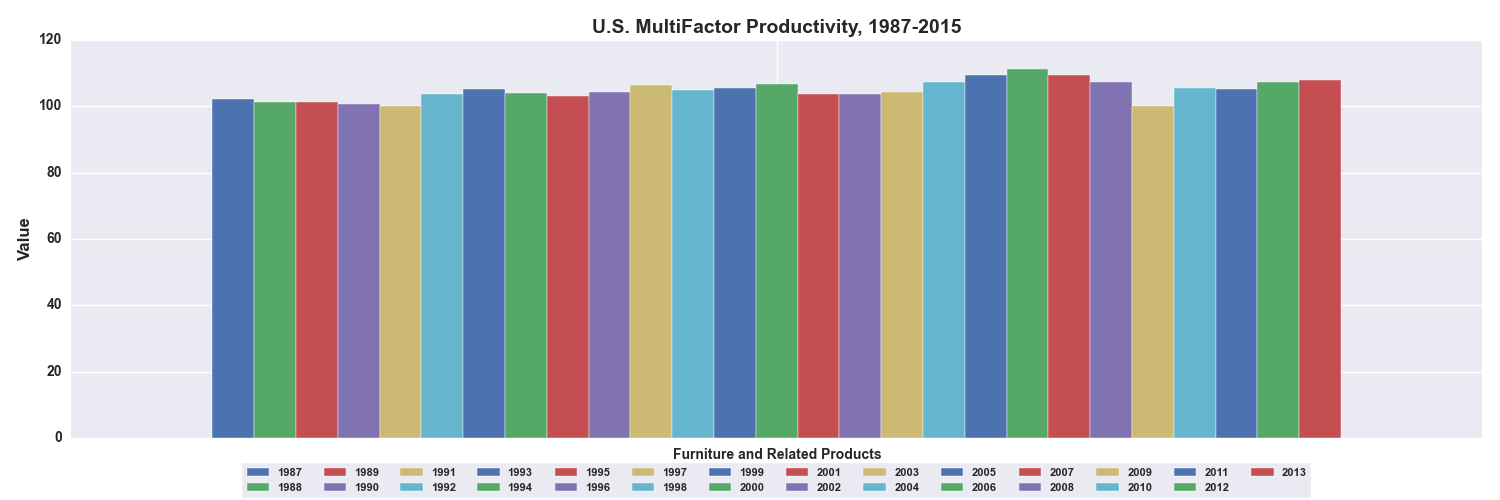 U.S. MultiFactor Productivity, 1987-2015
120
100
80
60
40
20
0
Value
Furniture and Related Products
1987 1989 1991 1993 1995 1997 1999 2001 2003 2005 2007 2009 2011 2013
1988 1990 1992 1994 1996 1998 2000 2002 2004 2006 2008 2010 2012